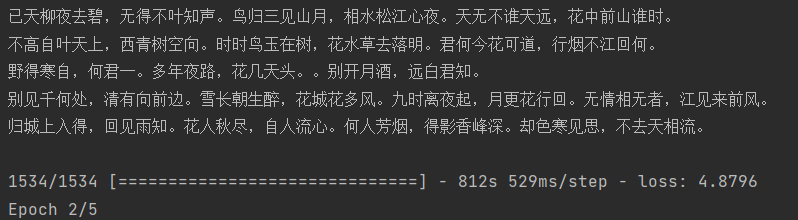 已天柳夜去碧，无得不叶知声。鸟归三见山月，相水松江心夜。天无不谁天远，花中前山谁时。
不高自叶天上，西青树空向。时时鸟玉在树，花水草去落明。君何今花可道，行烟不江回何。
野得寒自，何君一。多年夜路，花几天头。。别开月酒，远白君知。
别见千何处，清有向前边。雪长朝生醉，花城花多风。九时离夜起，月更花行回。无情相无者，江见来前风。
归城上入得，回见雨知。花人秋尽，自人流心。何人芳烟，得影香峰深。却色寒见思，不去天相流。
1534/1534 [==============================] - 812s 529ms/step - loss: 4.8796
Epoch 2/5